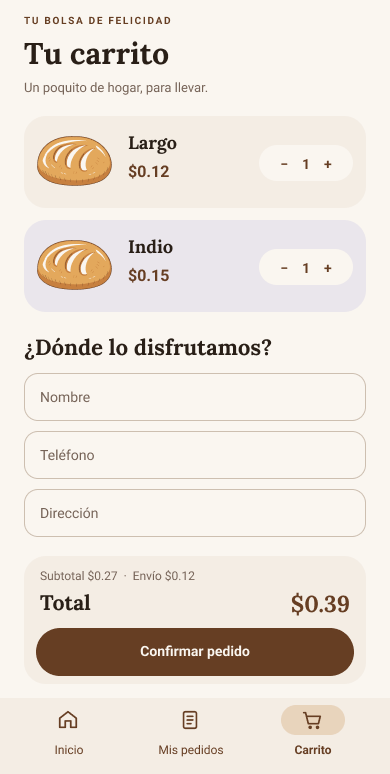 TU BOLSA DE FELICIDAD
Tu carrito
Un poquito de hogar, para llevar.
Largo
$0.12
− 1 +
Indio
$0.15
− 1 +
¿Dónde lo disfrutamos?
Nombre
Teléfono
Dirección
Subtotal $0.27 · Envío $0.12
Total $0.39
Confirmar pedido
Inicio Mis pedidos Carrito